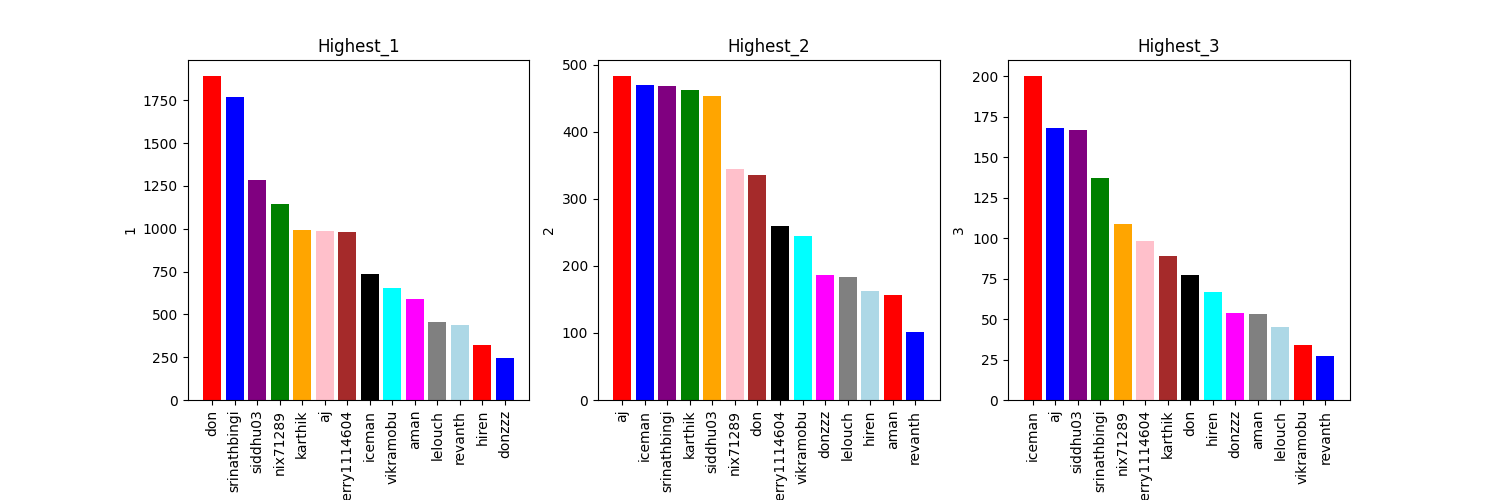 Highest_1
1
1750
1500
1250
1000
750
500
250
0
don
srinathbingi
siddhu03
nix71289
karthik
aj
erry1114604
iceman
vikramobu
aman
lelouch
revanth
hiren
donzzz
Highest_2
2
500
400
300
200
100
0
aj
iceman
srinathbingi
karthik
siddhu03
nix71289
don
erry1114604
vikramobu
donzzz
lelouch
hiren
aman
revanth
Highest_3
3
200
175
150
125
100
75
50
25
0
iceman
aj
siddhu03
srinathbingi
nix71289
erry1114604
karthik
don
hiren
donzzz
aman
lelouch
vikramobu
revanth